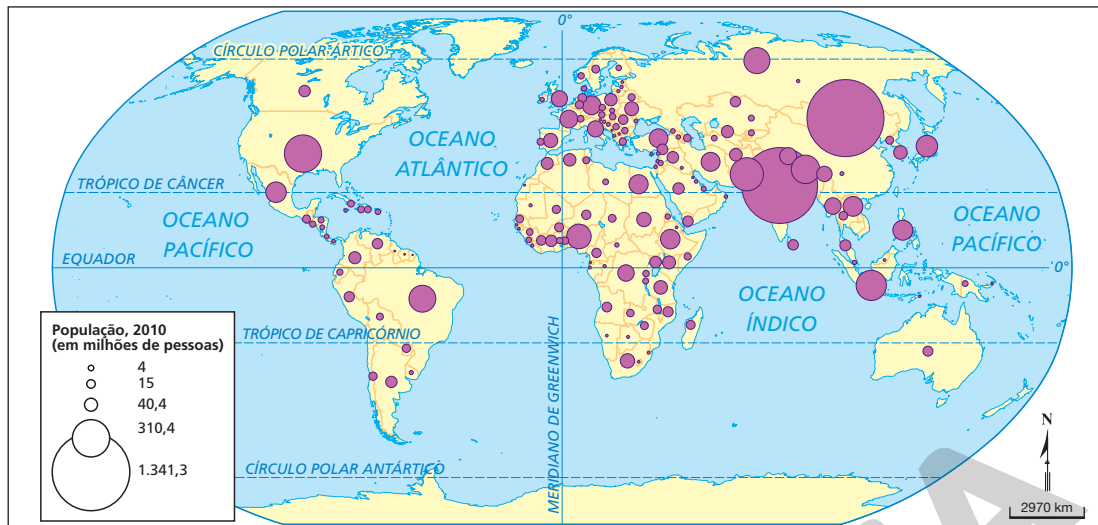 0°
CÍRCULO POLAR ÁRTICO
OCEANO
ATLÂNTICO
TRÓPICO DE CÂNCER
OCEANO
PACÍFICO
OCEANO
PACÍFICO
EQUADOR
0°
OCEANO
ÍNDICO
TRÓPICO DE CAPRICÓRNIO
MERIDIANO DE GREENWICH
CÍRCULO POLAR ANTÁRTICO
População, 2010
(em milhões de pessoas)
4
15
40,4
310,4
1.341,3
N
2970 km